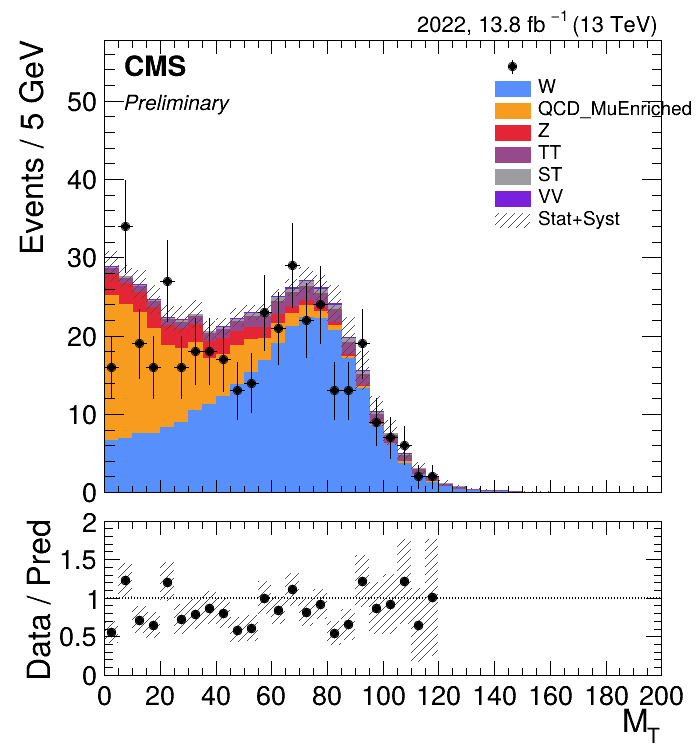 2022, 13.8 fb⁻¹ (13 TeV)
CMS
Preliminary
W
QCD_MuEnriched
Z
TT
ST
VV
Stat+Syst
Events / 5 GeV
50
40
30
20
10
0
Data / Pred
2
1.5
1
0.5
0
0 20 40 60 80 100 120 140 160 180 200
M_T